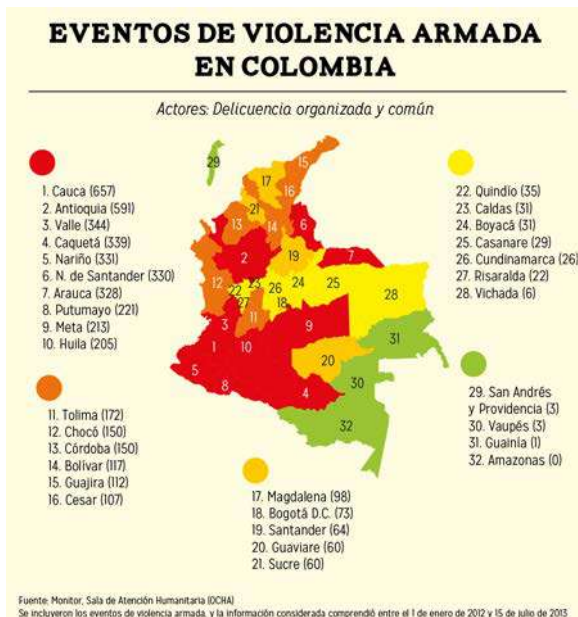 EVENTOS DE VIOLENCIA ARMADA
EN COLOMBIA
Actores: Delicuencia organizada y común
1. Cauca (657)
2. Antioquia (591)
3. Valle (344)
4. Caquetá (339)
5. Nariño (331)
6. N. de Santander (330)
7. Arauca (328)
8. Putumayo (221)
9. Meta (213)
10. Huila (205)
11. Tolima (172)
12. Chocó (150)
13. Córdoba (150)
14. Bolívar (117)
15. Guajira (112)
16. Cesar (107)
17. Magdalena (98)
18. Bogotá D.C. (73)
19. Santander (64)
20. Guaviare (60)
21. Sucre (60)
22. Quindio (35)
23. Caldas (31)
24. Boyacá (31)
25. Casanare (29)
26. Cundinamarca (26)
27. Risaralda (22)
28. Vichada (6)
29. San Andrés
y Providencia (3)
30. Vaupés (3)
31. Guainía (1)
32. Amazonas (0)
29
15
17
16
21
13
14
6
2
19
7
12
23
22
26
24
25
27
18
28
3
11
9
31
1
10
20
30
5
8
4
32
Fuente: Monitor, Sala de Atención Humanitaria (OCHA)
Se incluyeron los eventos de violencia armada, y la información considerada comprendió entre el 1 de enero de 2012 y 15 de julio de 2013